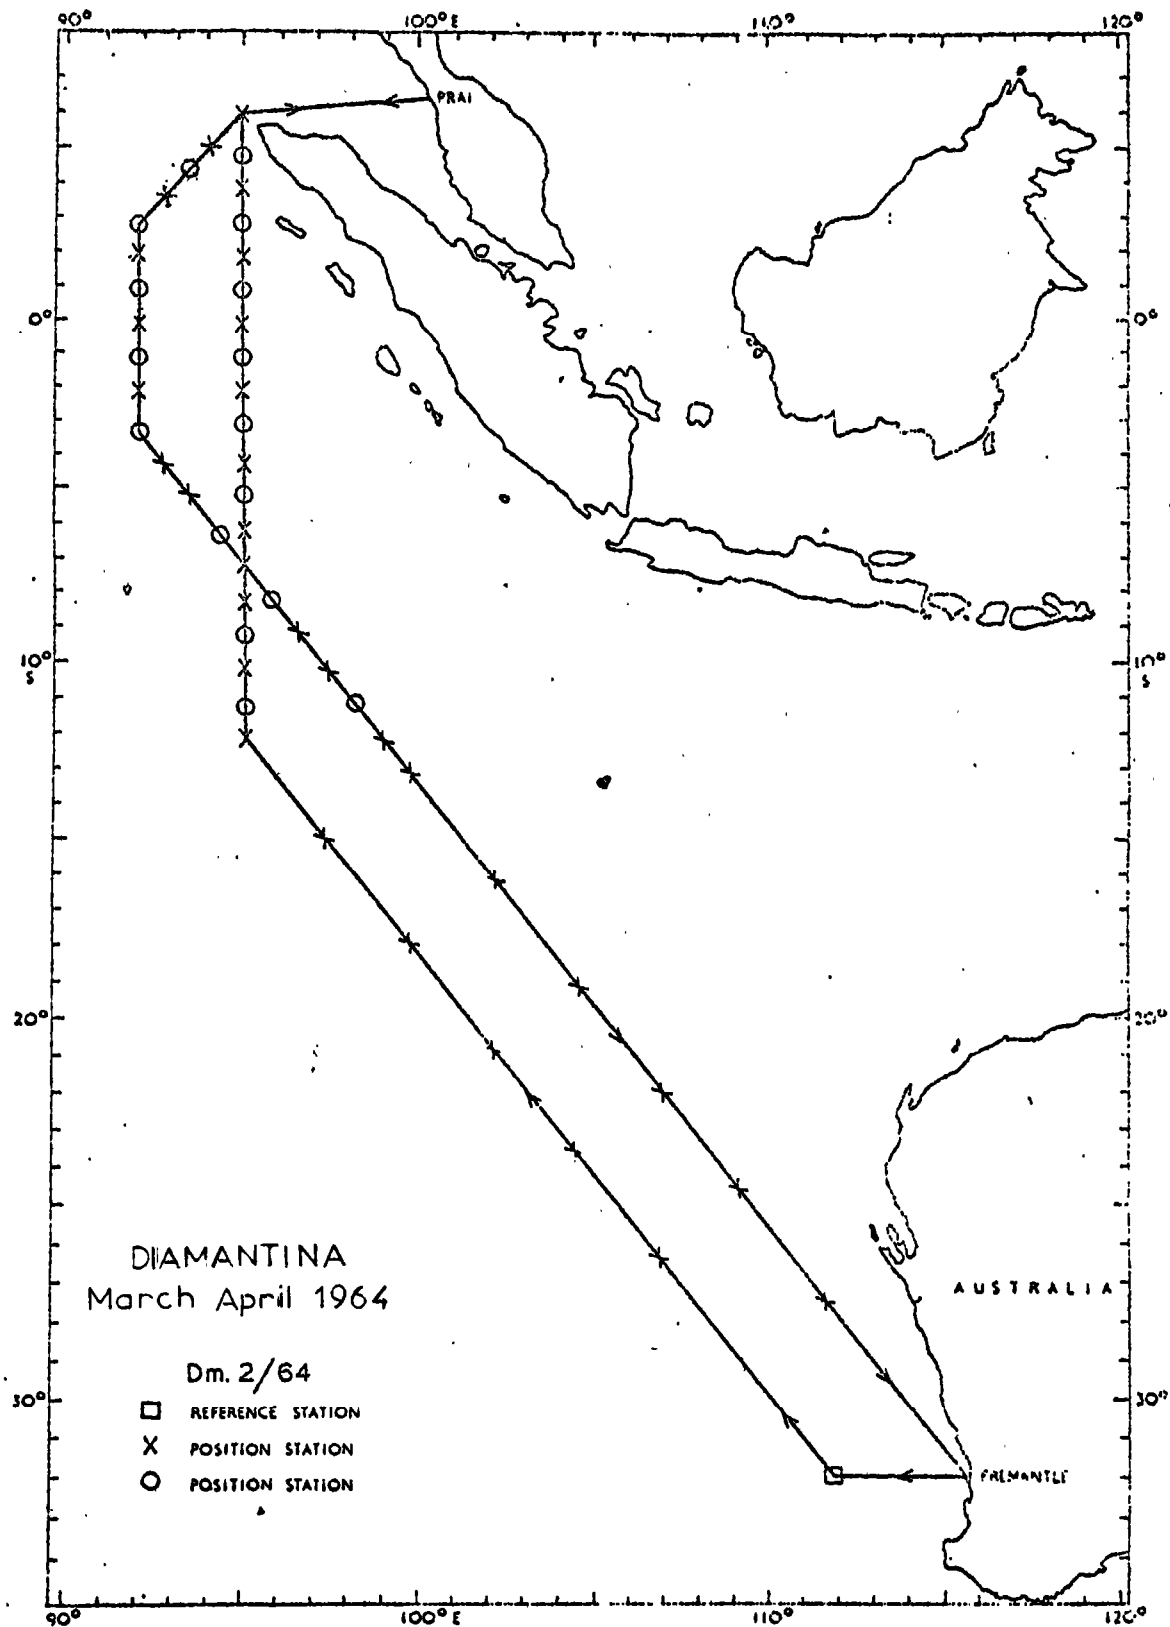 90° 100°E 110° 120°
PRAI
0° 0°
10° 10°
S S
20° 20°
DIAMANTINA
March April 1964
AUSTRALIA
Dm. 2/64
30° 30°
REFERENCE STATION
POSITION STATION
FREMANTLE
POSITION STATION
90° 100°E 110° 120°